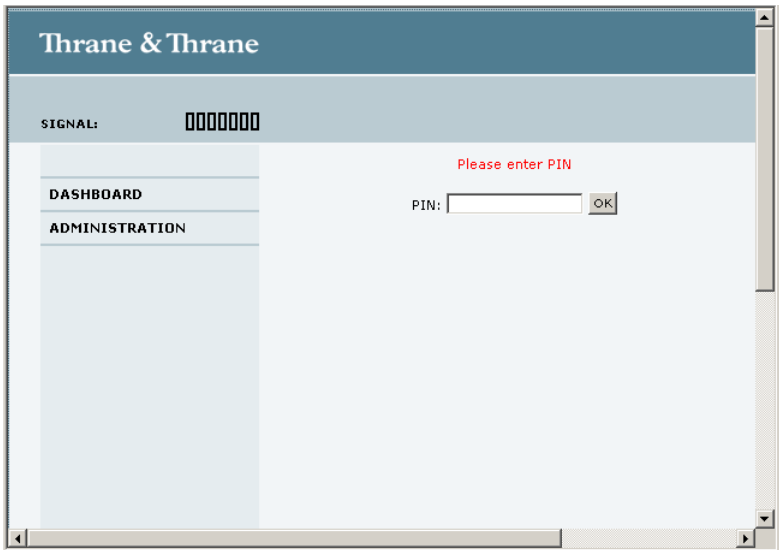 Thrane & Thrane
SIGNAL:
Please enter PIN
DASHBOARD
PIN: OK
ADMINISTRATION